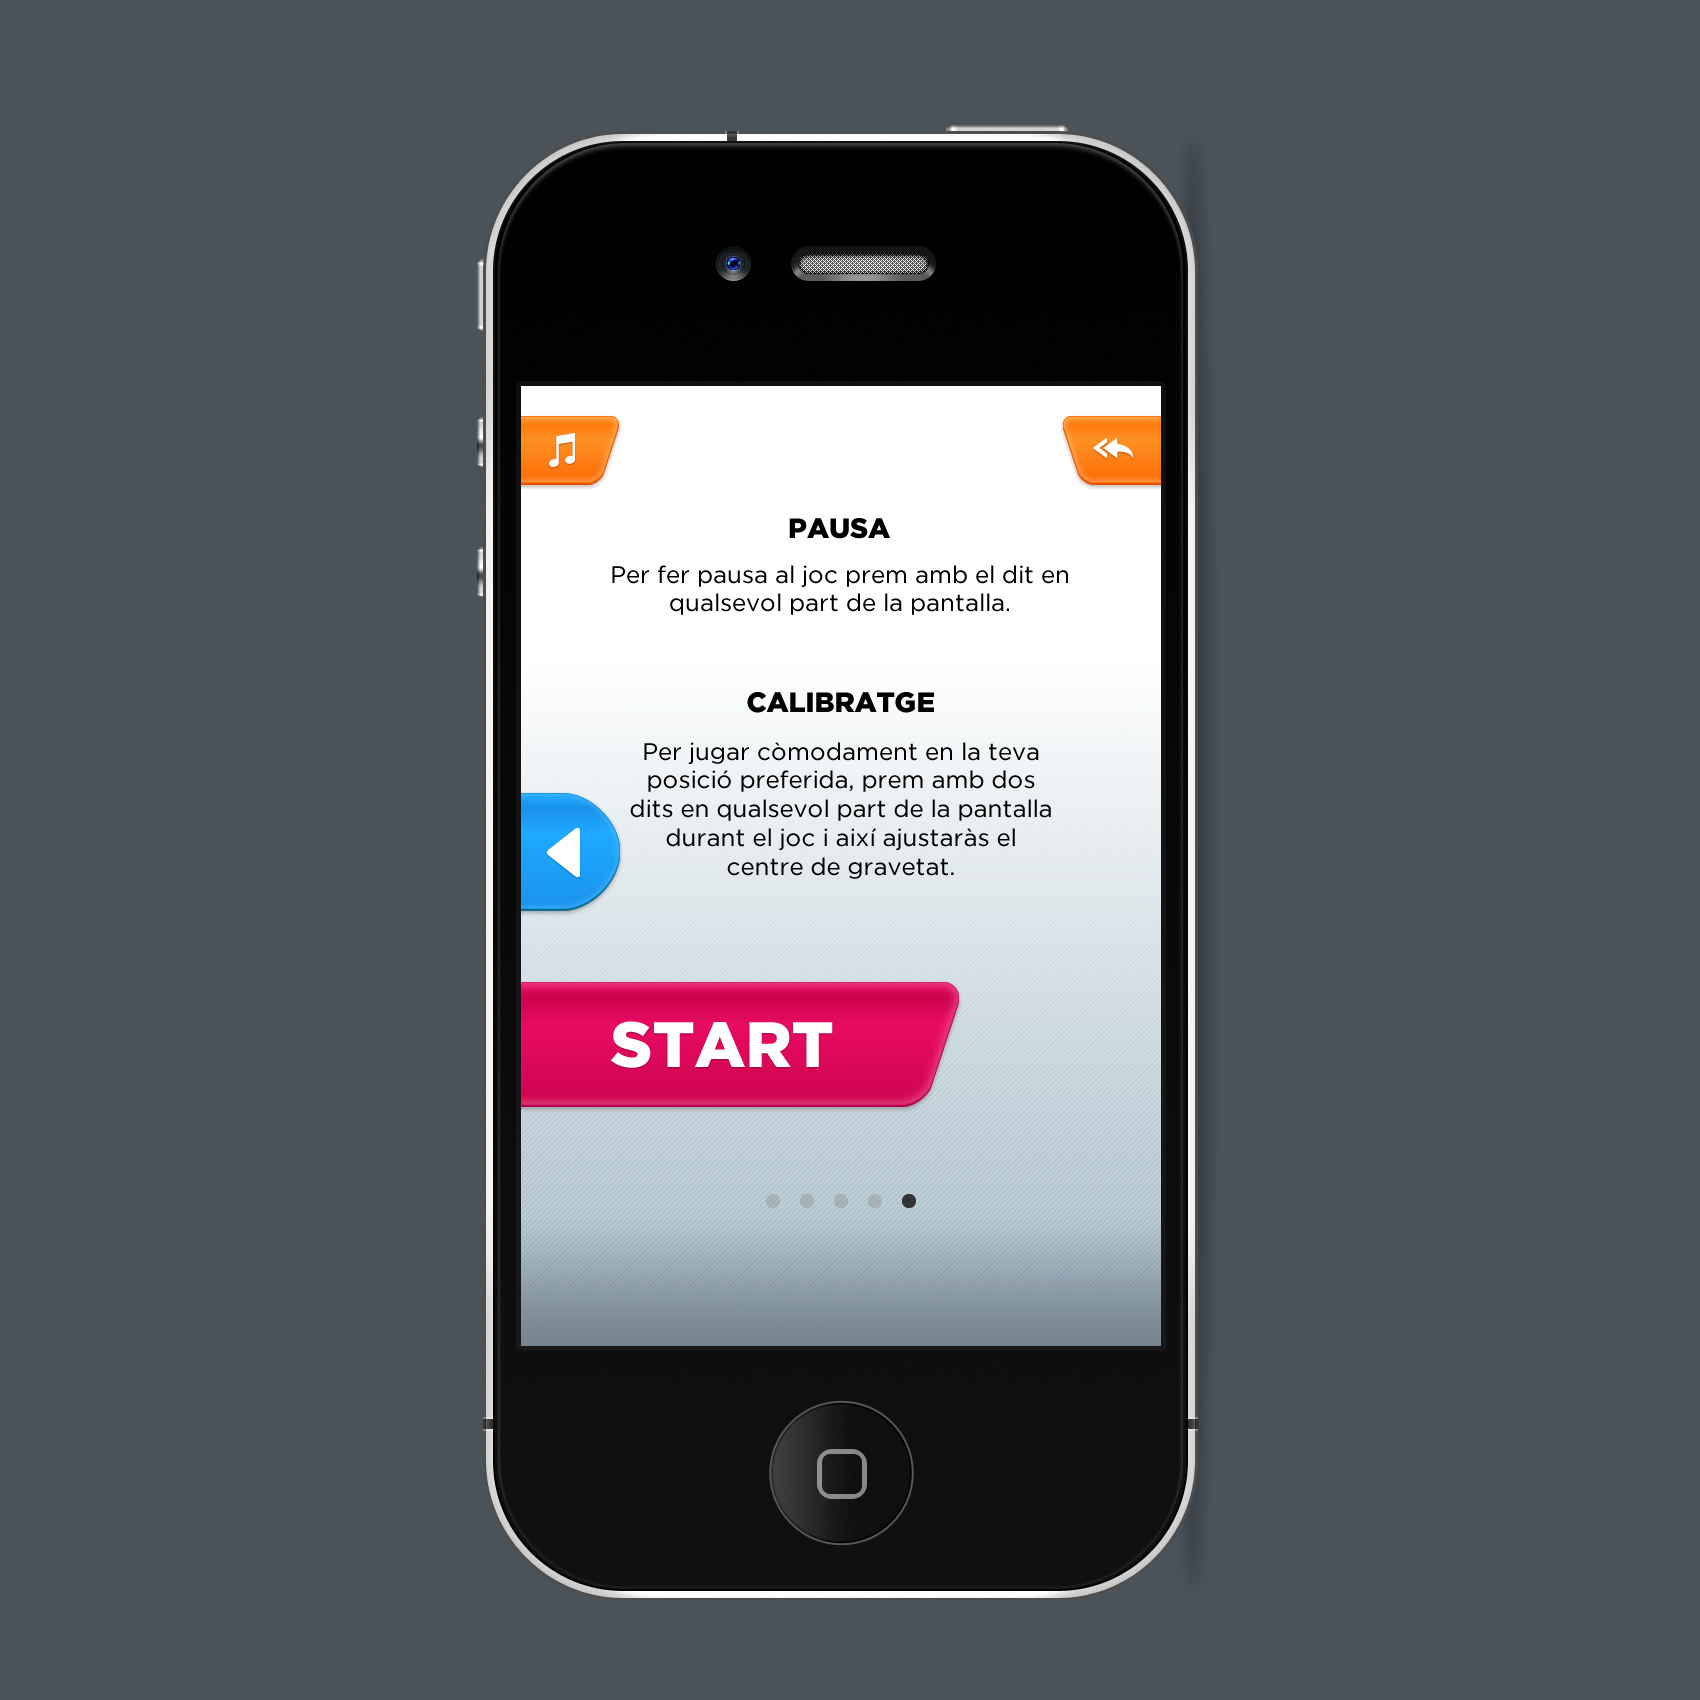 PAUSA
Per fer pausa al joc prem amb el dit en
qualsevol part de la pantalla.
CALIBRATGE
Per jugar còmodament en la teva
posició preferida, prem amb dos
dits en qualsevol part de la pantalla
durant el joc i així ajustaràs el
centre de gravetat.
START